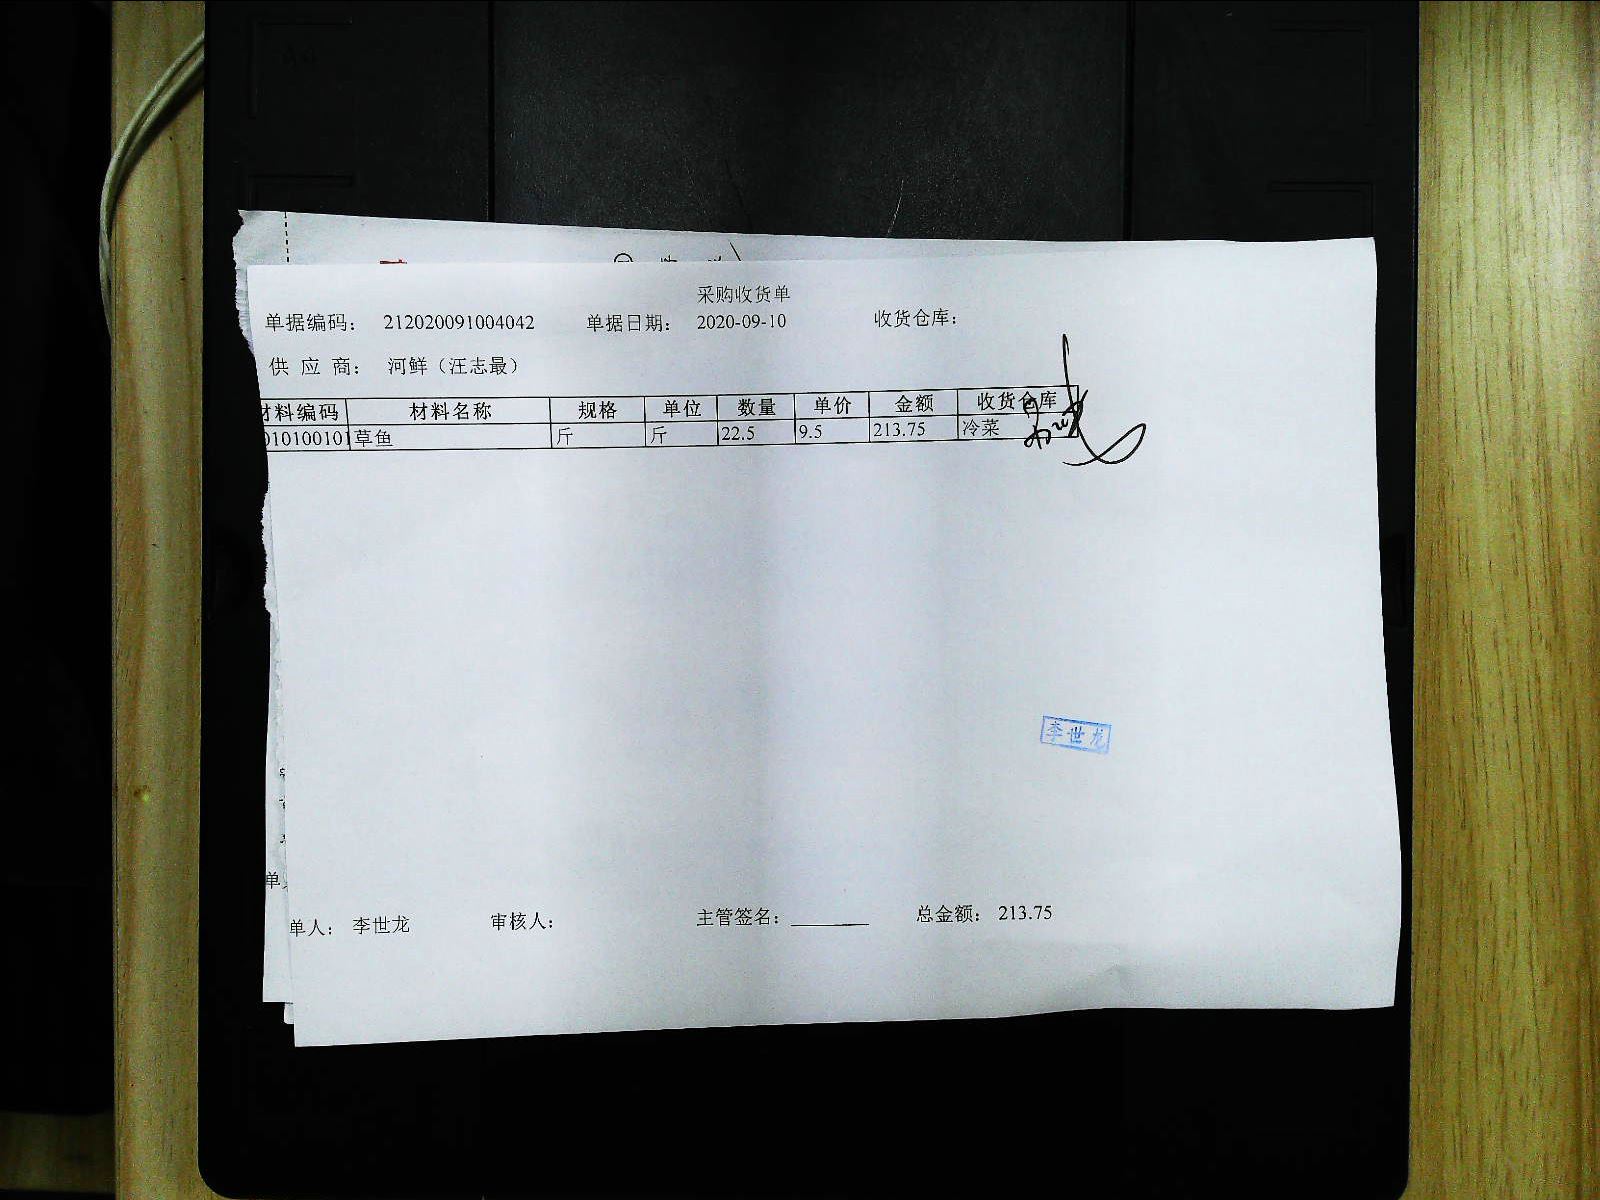 采购收货单
单据编码： 212020091004042 单据日期： 2020-09-10 收货仓库：
供 应 商： 河鲜（汪志最）
材料编码 材料名称 规格 单位 数量 单价 金额 收货仓库
010100101 草鱼 斤 斤 22.5 9.5 213.75 冷菜
李世龙
单
单人： 李世龙 审核人： 主管签名： 总金额： 213.75